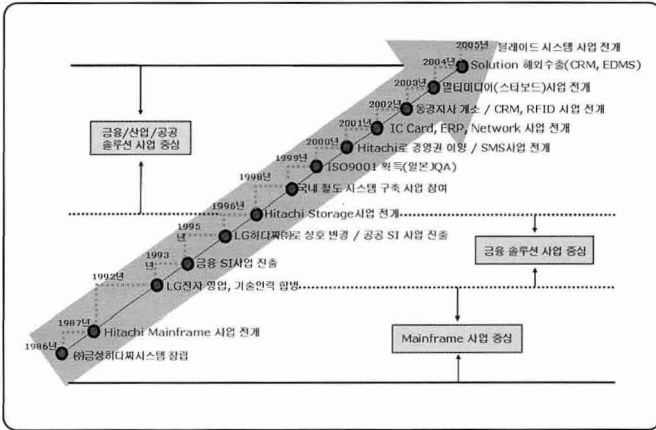 2005년 블레이드 시스템 사업 전개
2004년 Solution 해외수출(CRM, EDMS)
2003년 멀티미디어(스타보드)사업 전개
2002년 동경지사 개소 / CRM, RFID 사업 전개
2001년 IC Card, ERP, Network 사업 전개
2000년 Hitachi로 경영권 이양 / SMS사업 전개
1999년 ISO9001 획득(일본JQA)
1998년 국내 철도 시스템 구축 사업 참여
1996년 Hitachi Storage사업 전개
1995년 LG히다찌㈜로 상호 변경 / 공공 SI 사업 진출
1993년 금융 SI사업 진출
1992년 LG전자 영업, 기술인력 합병
1987년 Hitachi Mainframe 사업 전개
1986년 ㈜금성히다찌시스템 창립
금융/산업/공공
솔루션 사업 중심
금융 솔루션 사업 중심
Mainframe 사업 중심